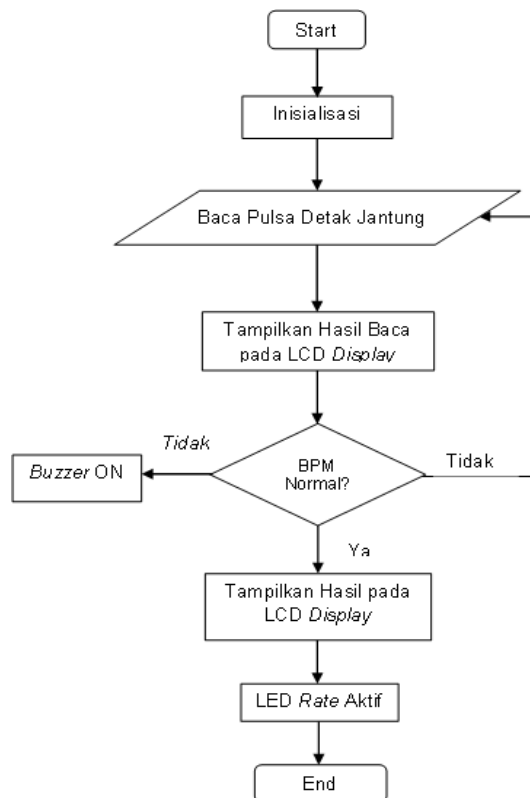 Start
Inisialisasi
Baca Pulsa Detak Jantung
Tampilkan Hasil Baca
pada LCD Display
Tidak
Buzzer ON
BPM
Normal?
Tidak
Ya
Tampilkan Hasil pada
LCD Display
LED Rate Aktif
End